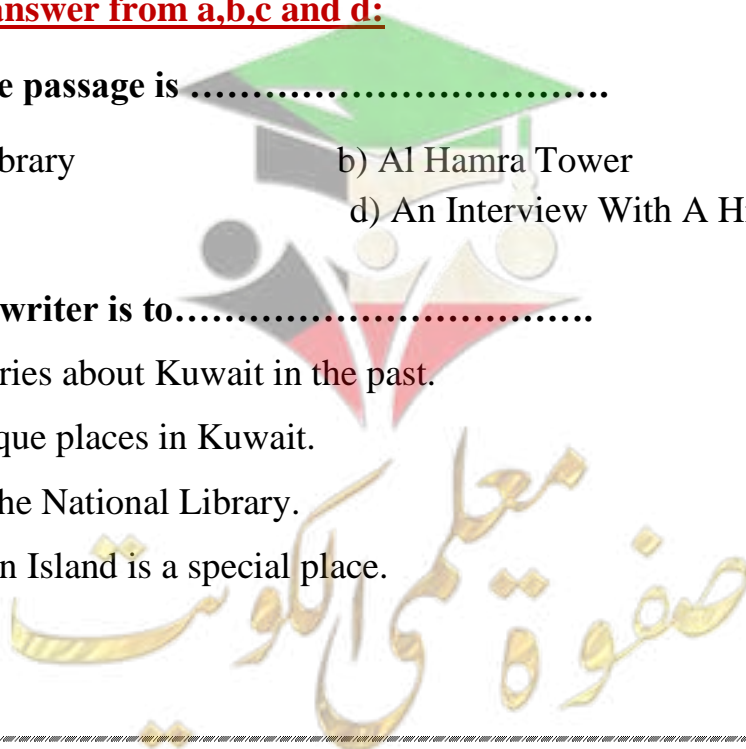 answer from a,b,c and d:
e passage is ……………………………….
brary b) Al Hamra Tower
d) An Interview With A H
writer is to……………………………….
ries about Kuwait in the past.
que places in Kuwait.
he National Library.
n Island is a special place.
صفوة معلمى الكويت